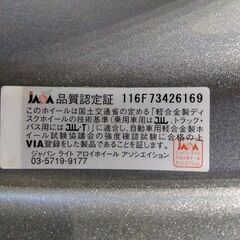 JAWA 品質認定証 116F73426169
このホイールは国土交通省の定める「軽合金製デ
ィスクホイールの技術基準(乗用車用はJWL、トラック・
バス用にはJWL-T)」に適合し、自動車用軽合金製ホ
イール試験協議会の強度確認試験に合格の上
VIA登録をした製品であることを証します。
ジャパン ライト アロイホイール アソシエイション
03-5719-9177
JAWA